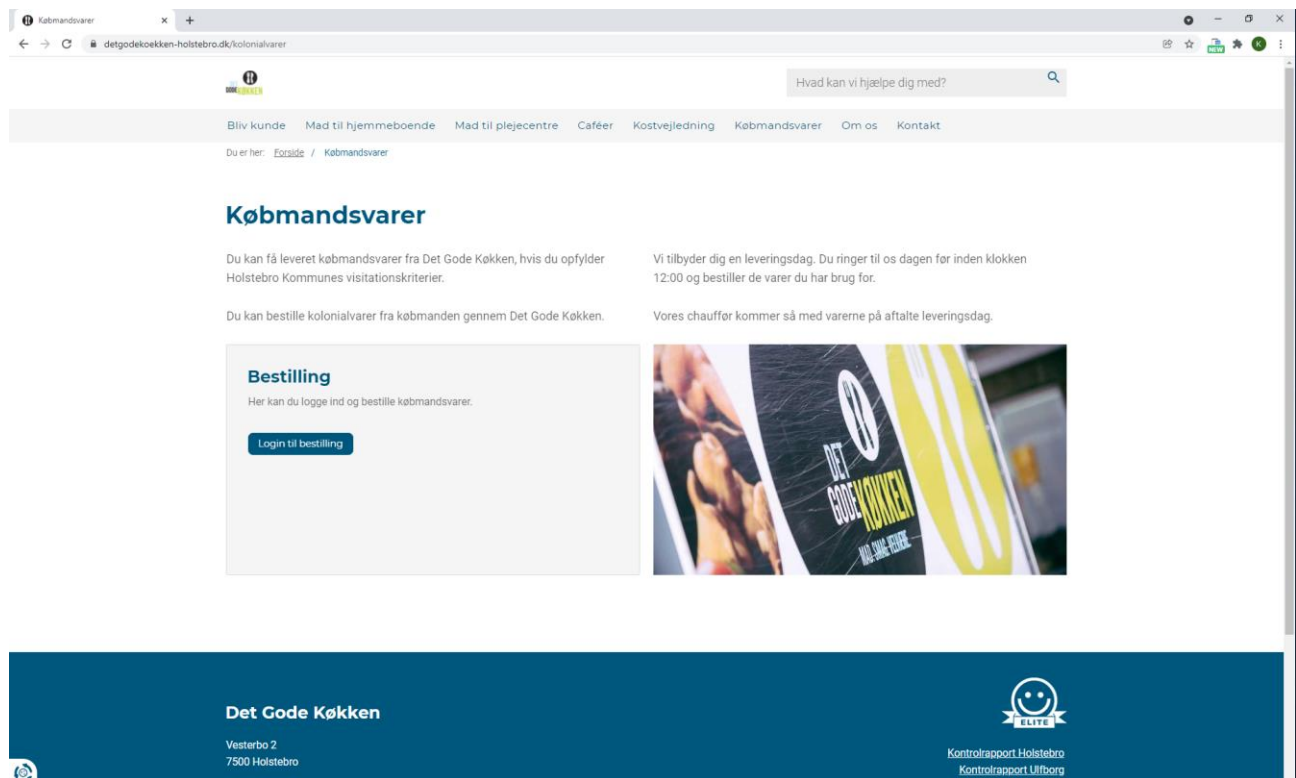 Købmandsvarer
detgodekoekken-holstebro.dk/kolonialvarer
NEW
K
GODE KØKKEN
Hvad kan vi hjælpe dig med?
Bliv kunde Mad til hjemmeboende Mad til plejecentre Caféer Kostvejledning Købmandsvarer Om os Kontakt
Du er her: Forside / Købmandsvarer
Købmandsvarer
Du kan få leveret købmandsvarer fra Det Gode Køkken, hvis du opfylder
Holstebro Kommunes visitationskriterier.
Du kan bestille kolonialvarer fra købmanden gennem Det Gode Køkken.
Vi tilbyder dig en leveringsdag. Du ringer til os dagen før inden klokken
12:00 og bestiller de varer du har brug for.
Vores chauffør kommer så med varerne på aftalte leveringsdag.
Bestilling
Her kan du logge ind og bestille købmandsvarer.
Login til bestilling
DET
GODE KØKKEN
MAD. SMAG. VELVÆRE.
Det Gode Køkken
Vesterbo 2
7500 Holstebro
ELITE
Kontrolrapport Holstebro
Kontrolrapport Ulfborg